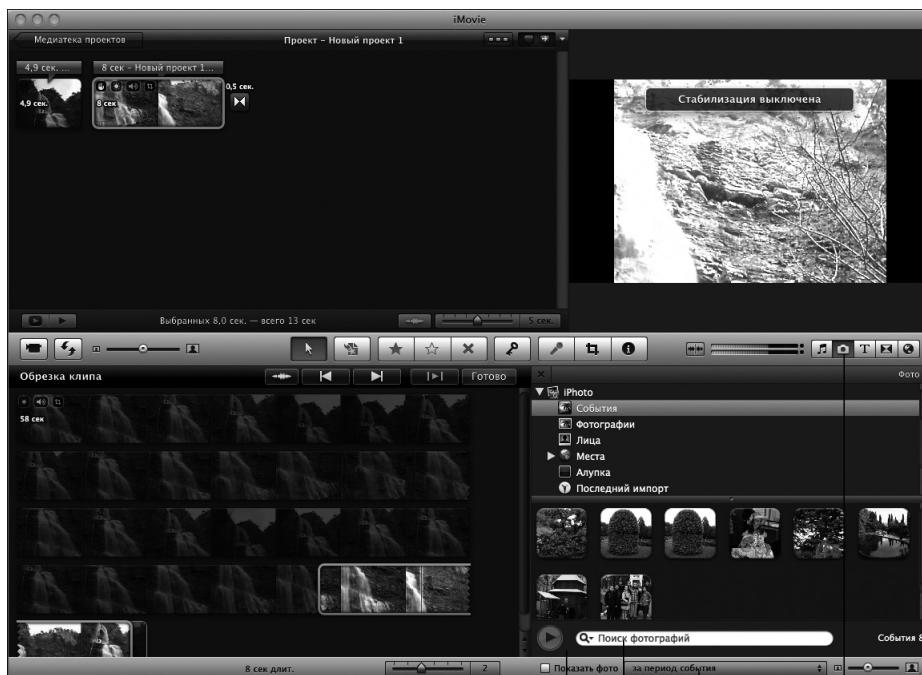 iMovie
Медиатека проектов
Проект – Новый проект 1
4,9 сек. ...
8 сек – Новый проект 1...
4,9 сек.
8 сек
0,5 сек.
Стабилизация выключена
Выбранных 8,0 сек. — всего 13 сек
5 сек.
Обрезка клипа
Готово
58 сек
Фото
iPhoto
События
Фотографии
Лица
Места
Алупка
Последний импорт
Поиск фотографий
События 8
8 сек длит.
2
Показать фото
за период события